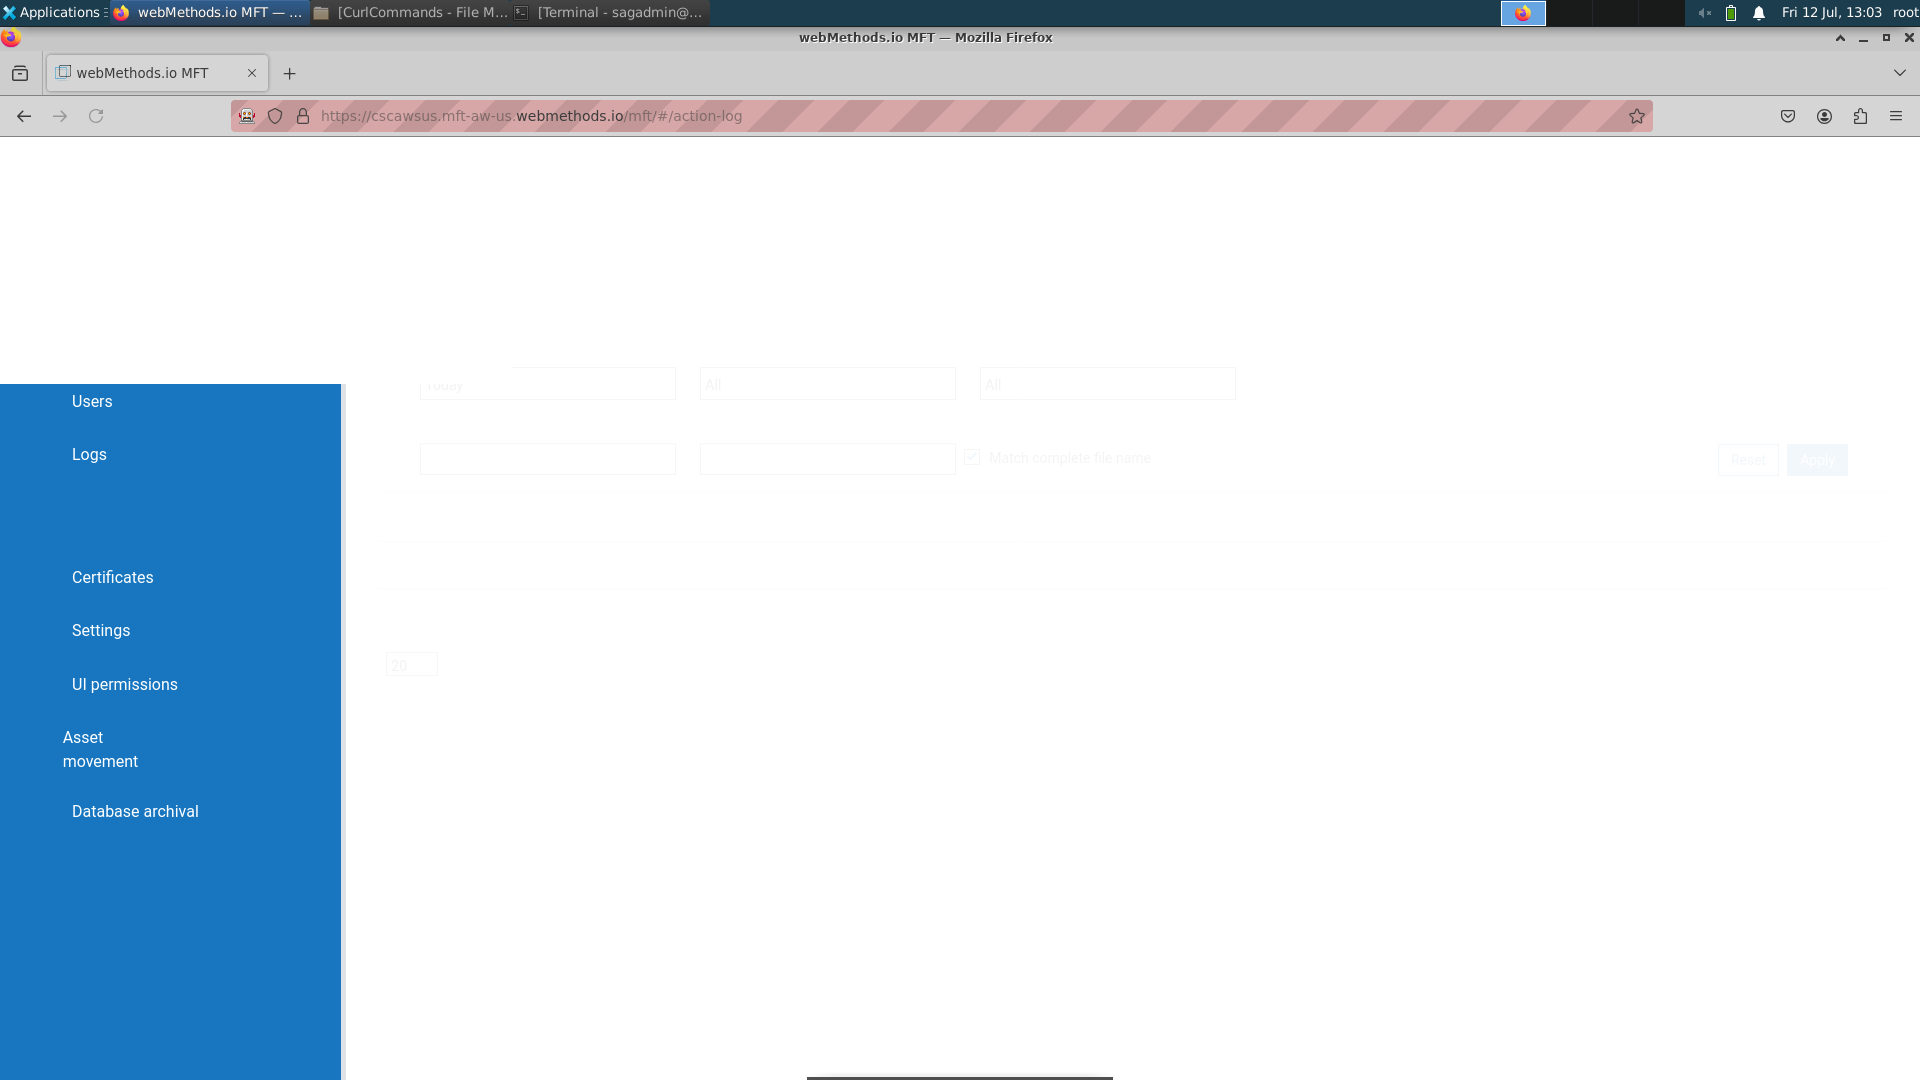 Applications
webMethods.io MFT — ...
[CurlCommands - File M...
[Terminal - sagadmin@...
Fri 12 Jul, 13:03
root
webMethods.io MFT — Mozilla Firefox
webMethods.io MFT
https://cscawsus.mft-aw-us.webmethods.io/mft/#/action-log
Today
All
All
Users
Logs
Match complete file name
Reset
Apply
Certificates
Settings
20
UI permissions
Asset
movement
Database archival